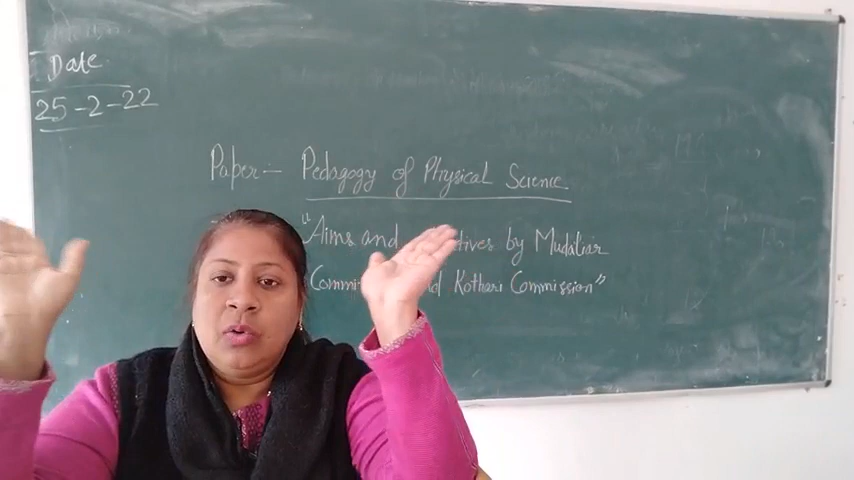 Date
25-2-22
Paper:- Pedagogy of Physical Science
"Aims and by Mudaliar
Kothari Commission"